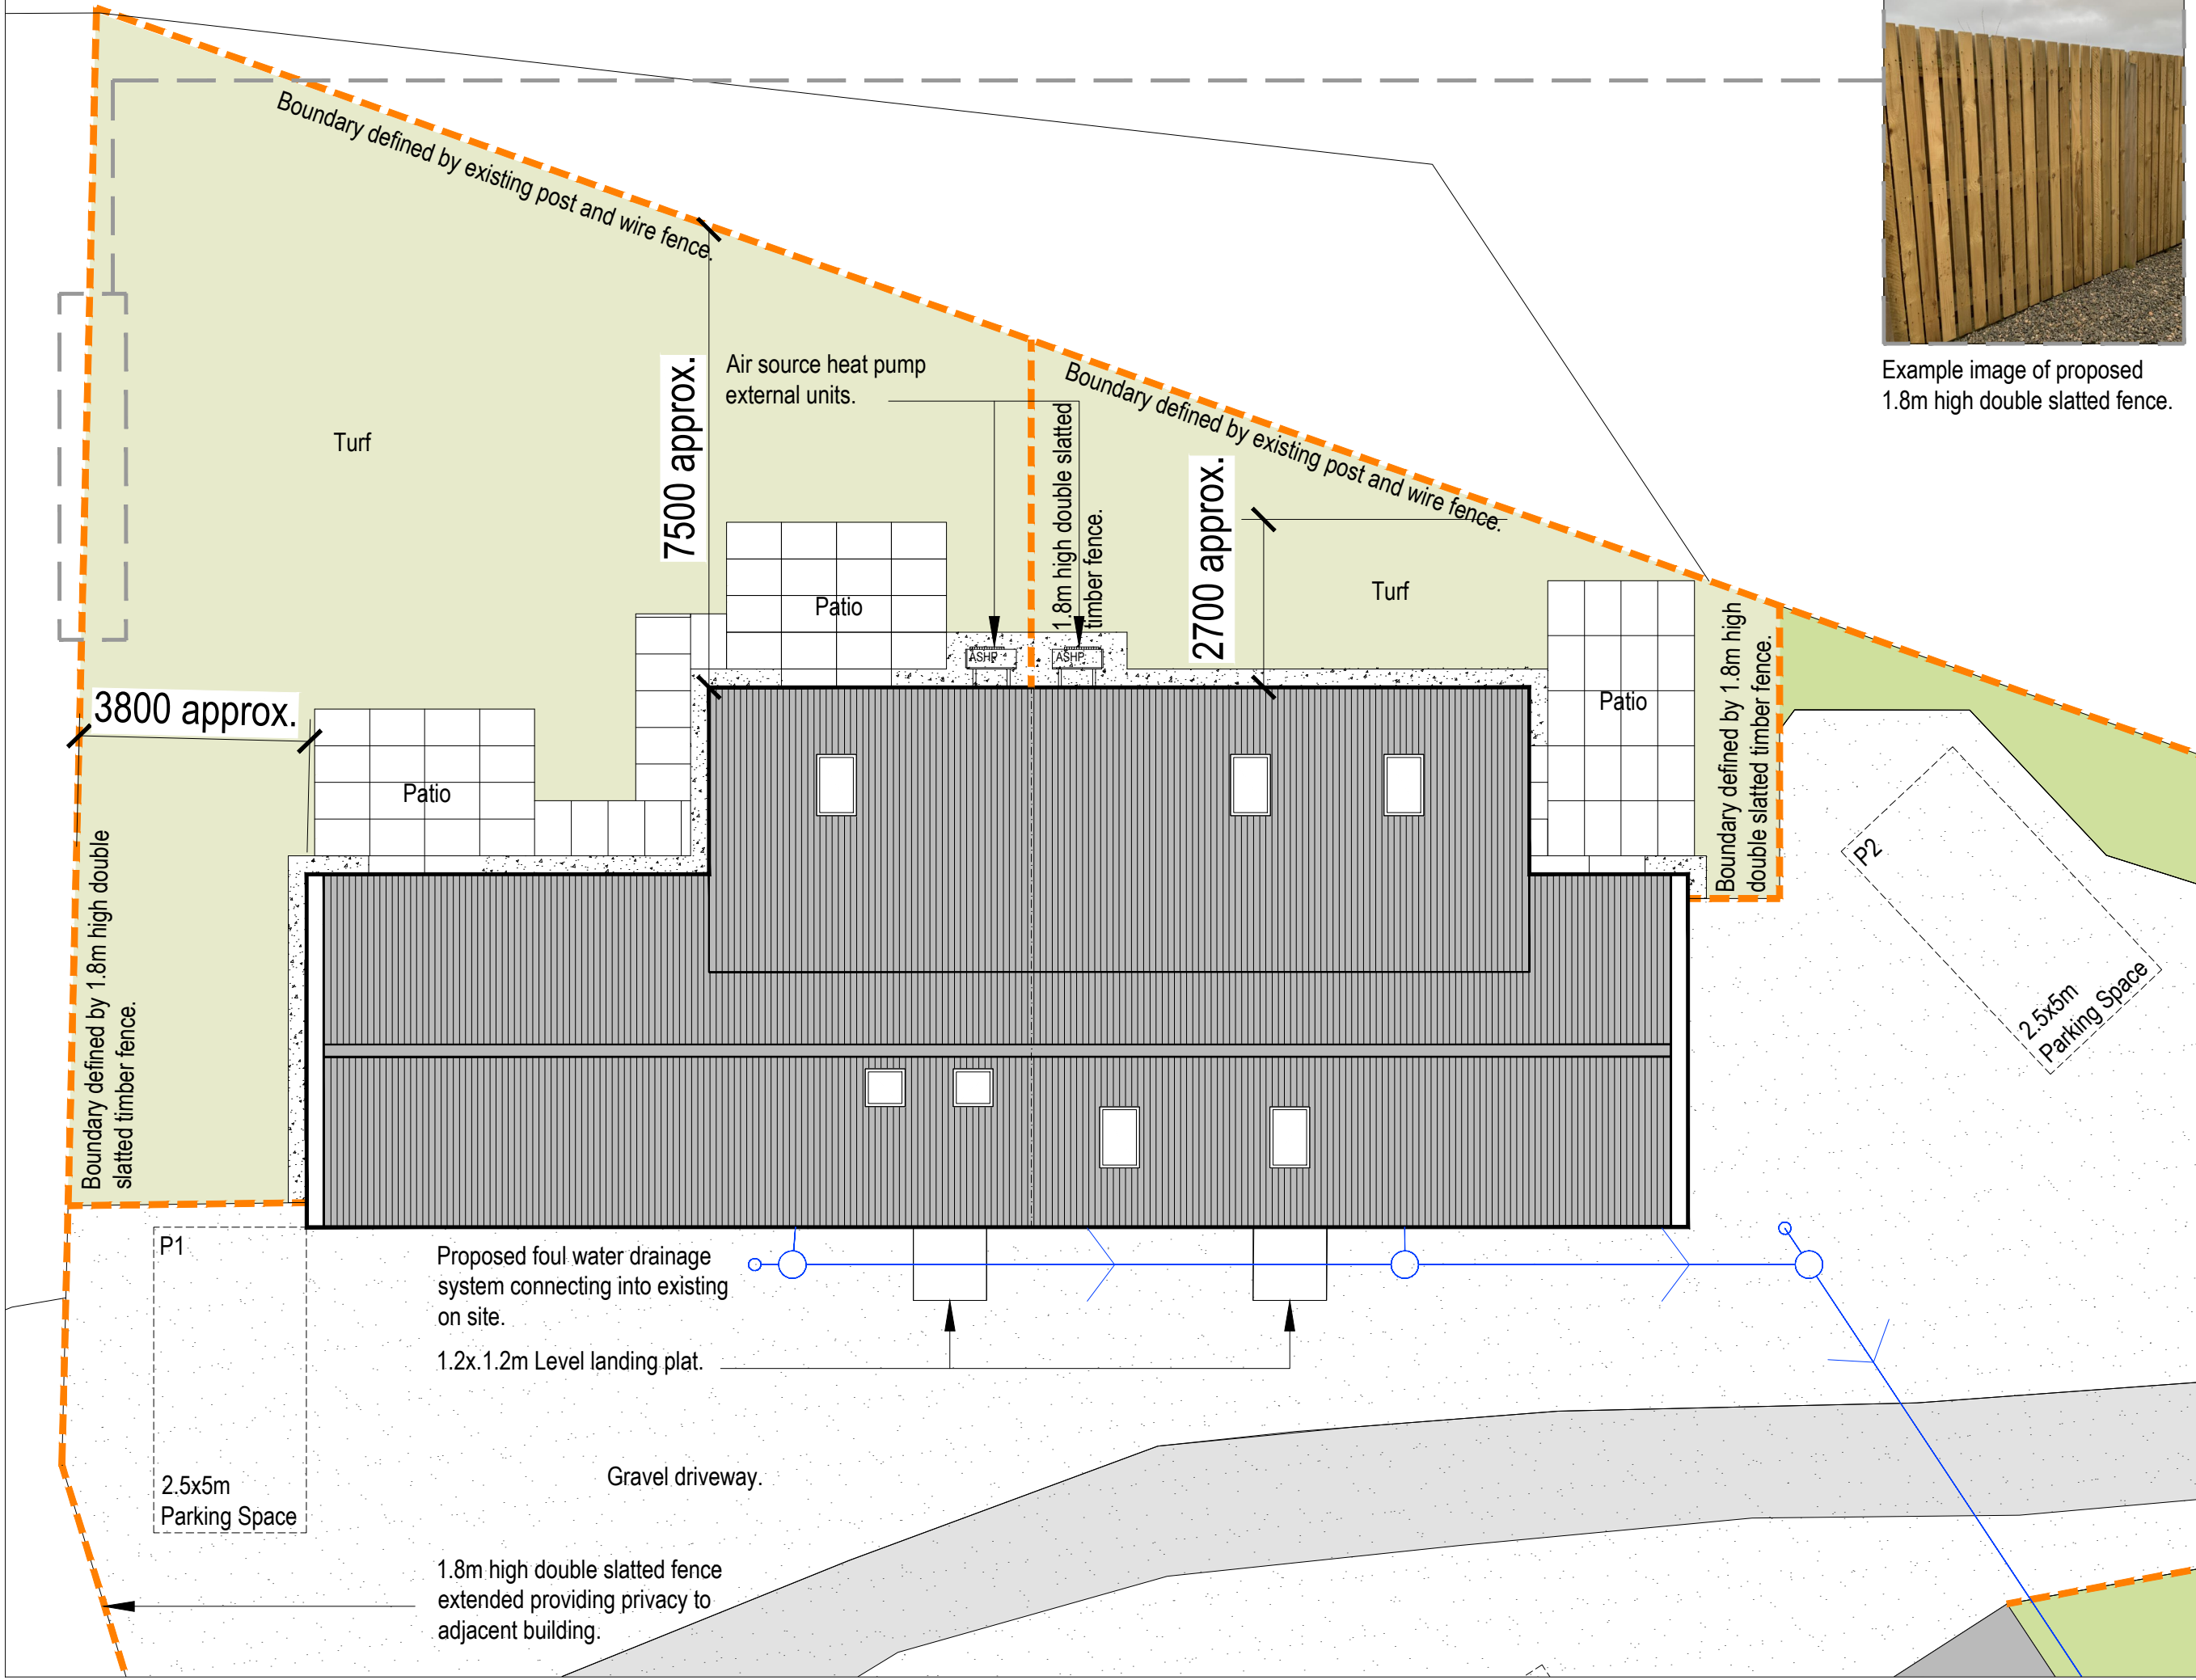 Boundary defined by existing post and wire fence.
Example image of proposed
1.8m high double slatted fence.
Air source heat pump
external units.
7500 approx.
Turf
1.8m high double slatted
timber fence.
Boundary defined by existing post and wire fence.
2700 approx.
Turf
Patio
ASHP
ASHP
3800 approx.
Patio
Patio
Boundary defined by 1.8m high
double slatted timber fence.
P2
2.5x5m
Parking Space
Boundary defined by 1.8m high double
slatted timber fence.
P1
Proposed foul water drainage
system connecting into existing
on site.
1.2x.1.2m Level landing plat.
2.5x5m
Parking Space
Gravel driveway.
1.8m high double slatted fence
extended providing privacy to
adjacent building.